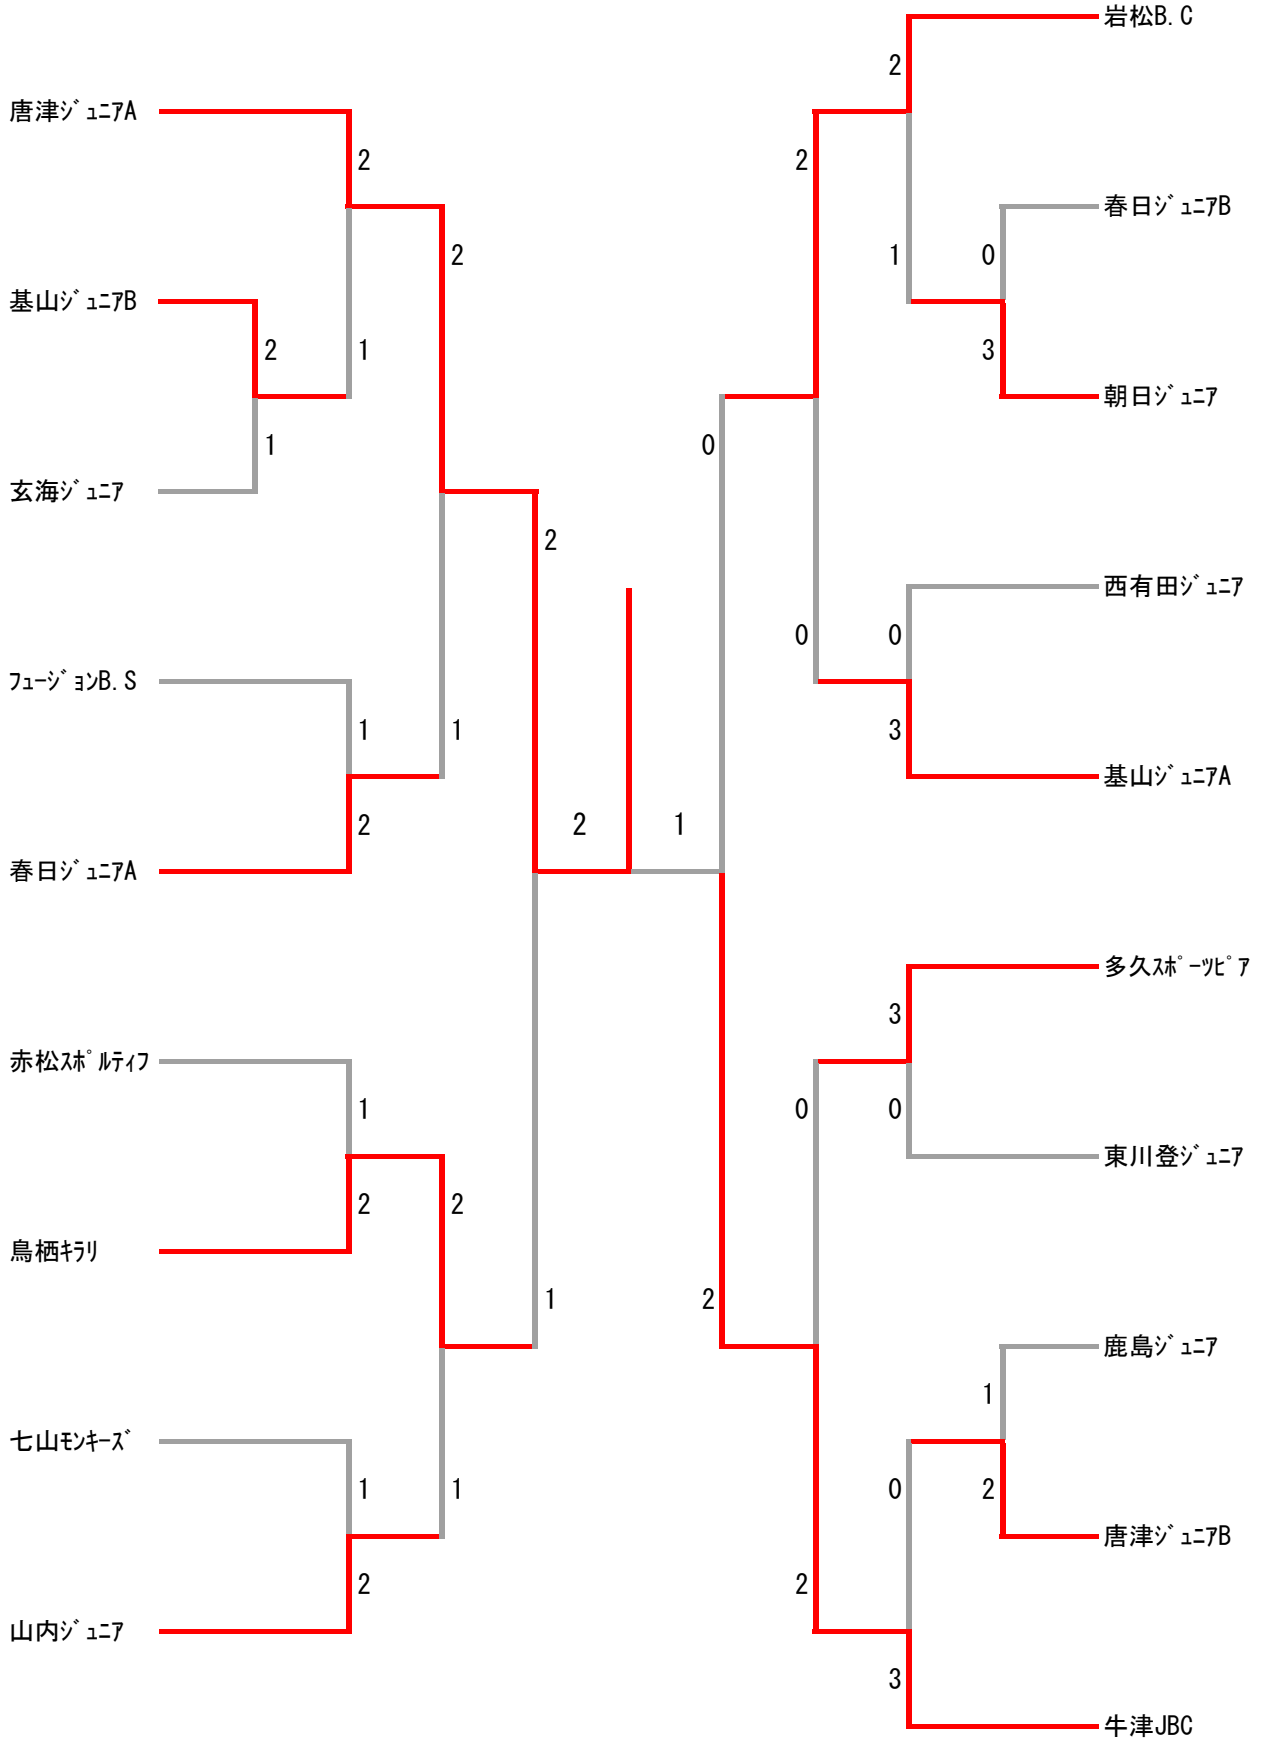 唐津ｼﾞｭﾆｱA
2
2
基山ｼﾞｭﾆｱB
2
1
1
玄海ｼﾞｭﾆｱ
2
ﾌｭｰｼﾞｮﾝB.S
1
1
2
春日ｼﾞｭﾆｱA
赤松ｽﾎﾟﾙﾃｨﾌ
1
2
2
鳥栖ｷﾗﾘ
1
七山ﾓﾝｷｰｽﾞ
1
1
2
山内ｼﾞｭﾆｱ
2
1
岩松B.C
2
2
春日ｼﾞｭﾆｱB
1
0
3
朝日ｼﾞｭﾆｱ
0
西有田ｼﾞｭﾆｱ
0
0
3
基山ｼﾞｭﾆｱA
多久ｽﾎﾟｰﾂﾋﾟｱ
3
0
0
東川登ｼﾞｭﾆｱ
2
鹿島ｼﾞｭﾆｱ
1
0
2
唐津ｼﾞｭﾆｱB
2
3
牛津JBC